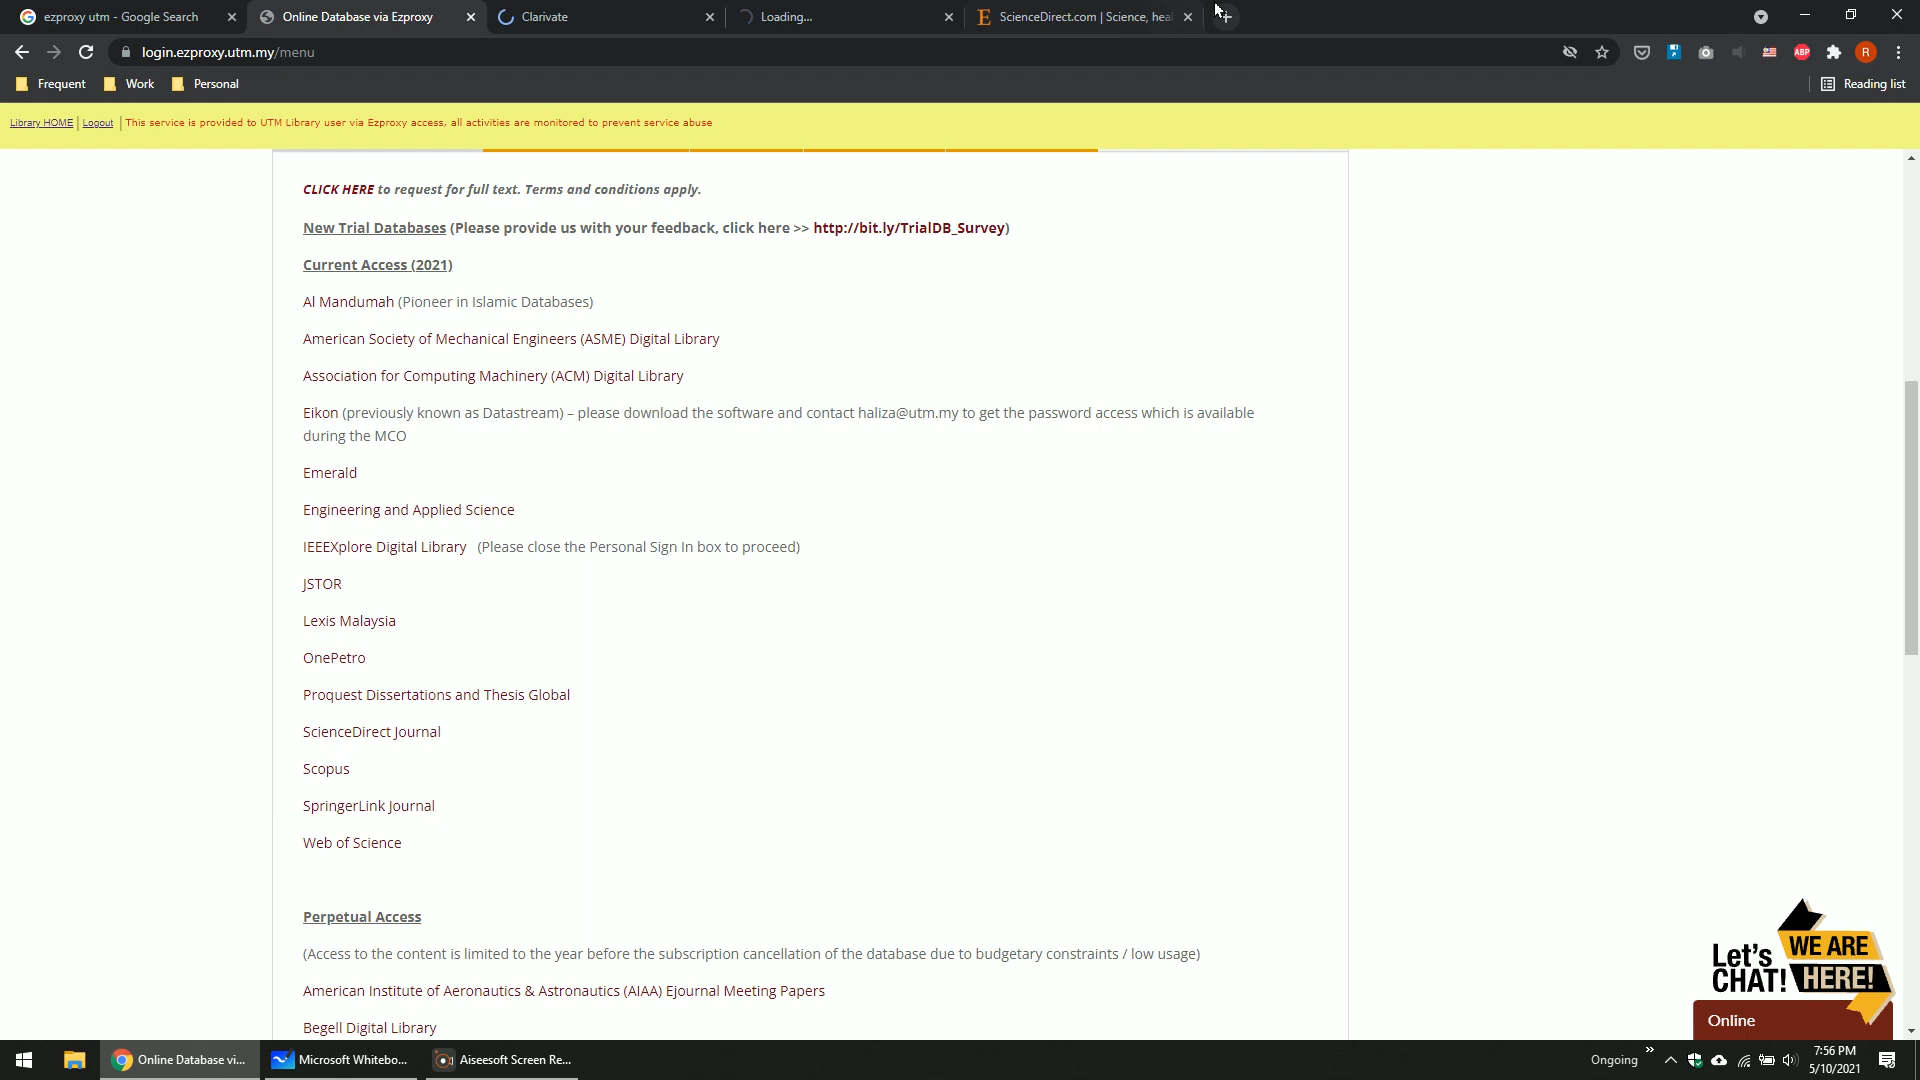 ezproxy utm - Google Search
Online Database via Ezproxy
Clarivate
Loading...
ScienceDirect.com | Science, heal
login.ezproxy.utm.my/menu
ABP
R
Frequent
Work
Personal
Reading list
Library HOME | Logout | This service is provided to UTM Library user via Ezproxy access, all activities are monitored to prevent service abuse
CLICK HERE to request for full text. Terms and conditions apply.
New Trial Databases (Please provide us with your feedback, click here >> http://bit.ly/TrialDB_Survey)
Current Access (2021)
Al Mandumah (Pioneer in Islamic Databases)
American Society of Mechanical Engineers (ASME) Digital Library
Association for Computing Machinery (ACM) Digital Library
Eikon (previously known as Datastream) – please download the software and contact haliza@utm.my to get the password access which is available
during the MCO
Emerald
Engineering and Applied Science
IEEEXplore Digital Library (Please close the Personal Sign In box to proceed)
JSTOR
Lexis Malaysia
OnePetro
Proquest Dissertations and Thesis Global
ScienceDirect Journal
Scopus
SpringerLink Journal
Web of Science
Perpetual Access
(Access to the content is limited to the year before the subscription cancellation of the database due to budgetary constraints / low usage)
American Institute of Aeronautics & Astronautics (AIAA) Ejournal Meeting Papers
Begell Digital Library
Let's CHAT!
WE ARE HERE!
Online
Online Database vi...
Microsoft Whitebo...
Aiseesoft Screen Re...
Ongoing
7:56 PM
5/10/2021